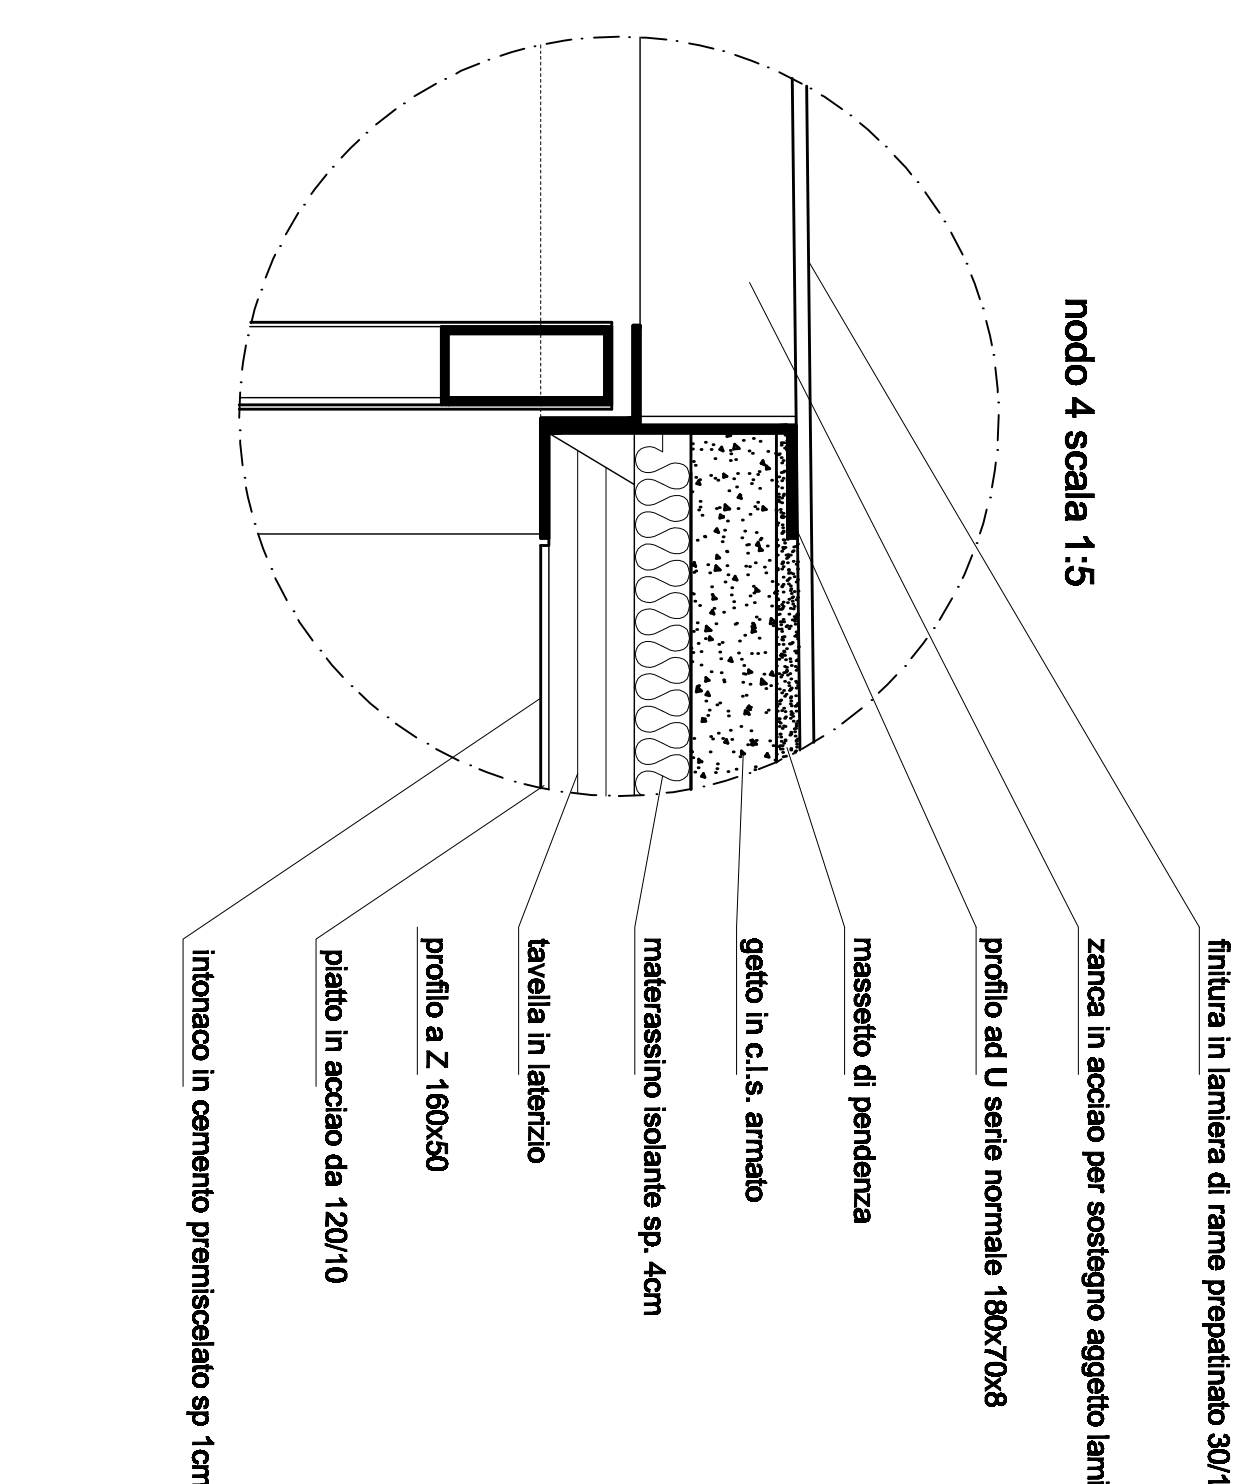 nodo 4 scala 1:5
finitura in lamiera di rame prepatinato 30/1
zanca in acciaio per sostegno aggetto lami
profilo ad U serie normale 180x70x8
massetto di pendenza
getto in c.l.s. armato
materassino isolante sp. 4cm
tavella in laterizio
profilo a Z 160x50
piatto in acciao da 120/10
intonaco in cemento premiscelato sp 1cm